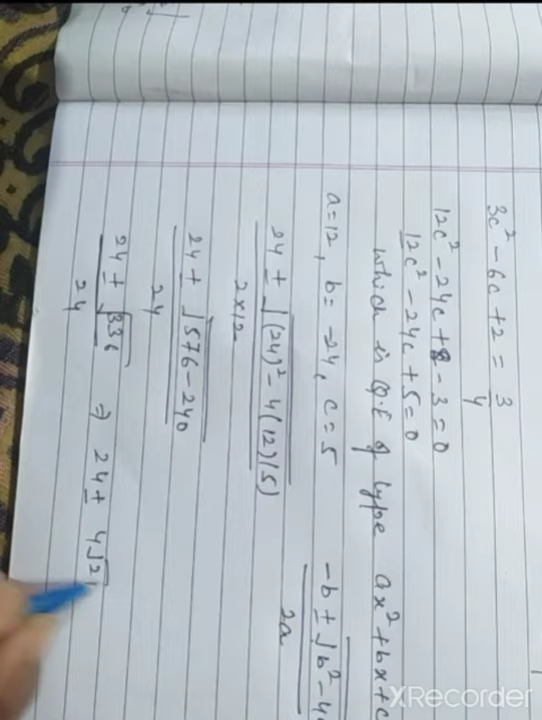 3c² - 6c + 2 = 3/4
12c² - 24c + 8 - 3 = 0
12c² - 24c + 5 = 0
which is Q.E of type ax² + bx + c
a = 12, b = -24, c = 5
-b ± √b² - 4
2a
24 ± √(24)² - 4(12)(5)
2×12
24 ± √576 - 240
24
24 ± √336 ⇒ 24 ± 4√21
24
XRecorder